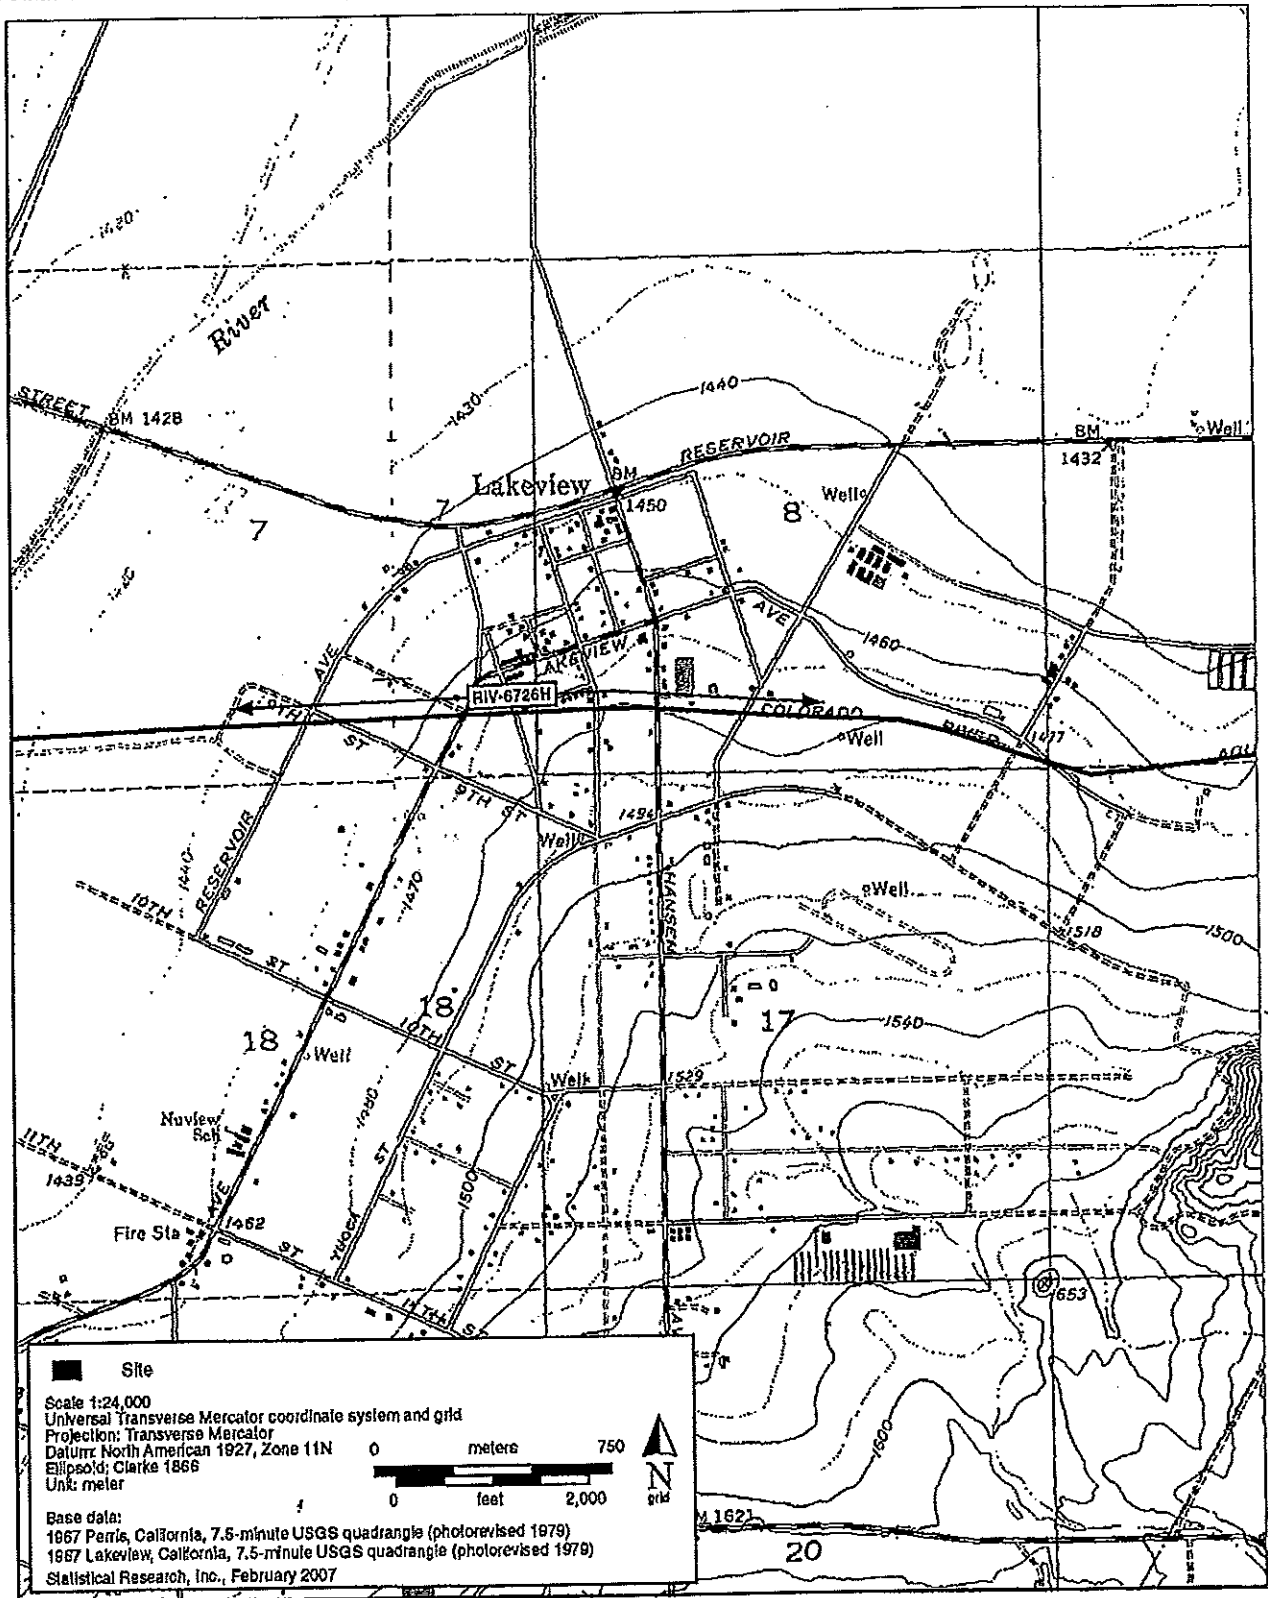 1420
River
STREET
BM 1428
1430
1440
RESERVOIR
BM
1432
Well
Lakeview
BM
1450
Well
7
7
8
AVE
LAKEVIEW
AVE
1460
RIV-6726H
9TH
ST
COLORADO
RIVER
1477
Well
9TH
ST
1494
Well
RESERVOIR
1440
1470
10TH
HANSEN
Well
1518
1500
ST
18
18
17
1540
10TH
ST
Well
1529
Well
1480
Nuview
Sch
11TH
1439
ST
1500
AVE
1462
Fire Sta
ST
YUCCA
11TH
ST
AV
653
1600
Site
Scale 1:24,000
Universal Transverse Mercator coordinate system and grid
Projection: Transverse Mercator
Datum: North American 1927, Zone 11N
Ellipsoid: Clarke 1866
Unit: meter
0 meters 750
0 feet 2,000
N
grid
Base data:
1967 Perris, California, 7.5-minute USGS quadrangle (photorevised 1979)
1967 Lakeview, California, 7.5-minute USGS quadrangle (photorevised 1979)
Statistical Research, Inc., February 2007
M 1621
20